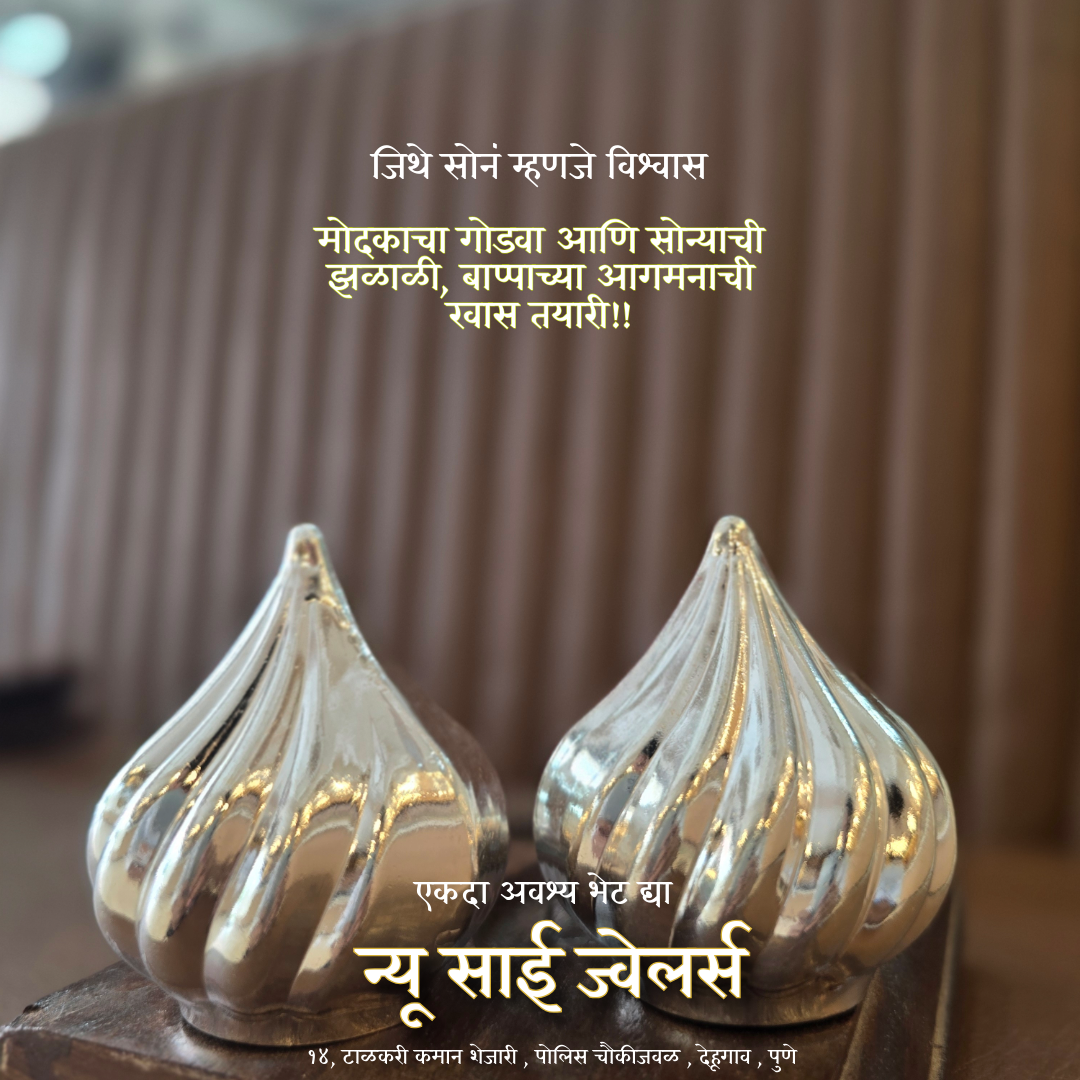 जिथे सोनं म्हणजे विश्वास
मोदकाचा गोडवा आणि सोन्याची
झळाळी, बाप्पाच्या आगमनाची
खास तयारी!!
एकदा अवश्य भेट द्या
न्यू साई ज्वेलर्स
१४, टाळकरी कमान शेजारी , पोलिस चौकीजवळ , देहूगाव , पुणे